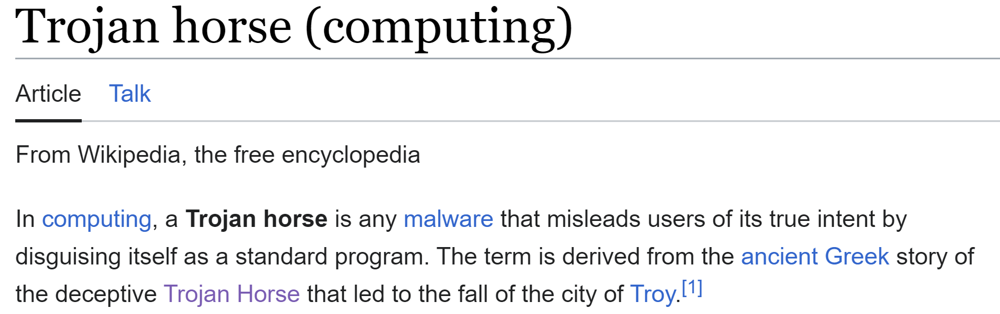 Trojan horse (computing)
Article Talk
From Wikipedia, the free encyclopedia
In computing, a Trojan horse is any malware that misleads users of its true intent by
disguising itself as a standard program. The term is derived from the ancient Greek story of
the deceptive Trojan Horse that led to the fall of the city of Troy.[1]